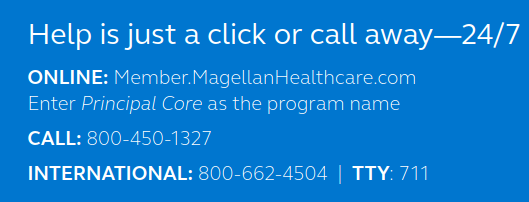 Help is just a click or call away—24/7
ONLINE: Member.MagellanHealthcare.com
Enter Principal Core as the program name
CALL: 800-450-1327
INTERNATIONAL: 800-662-4504 | TTY: 711